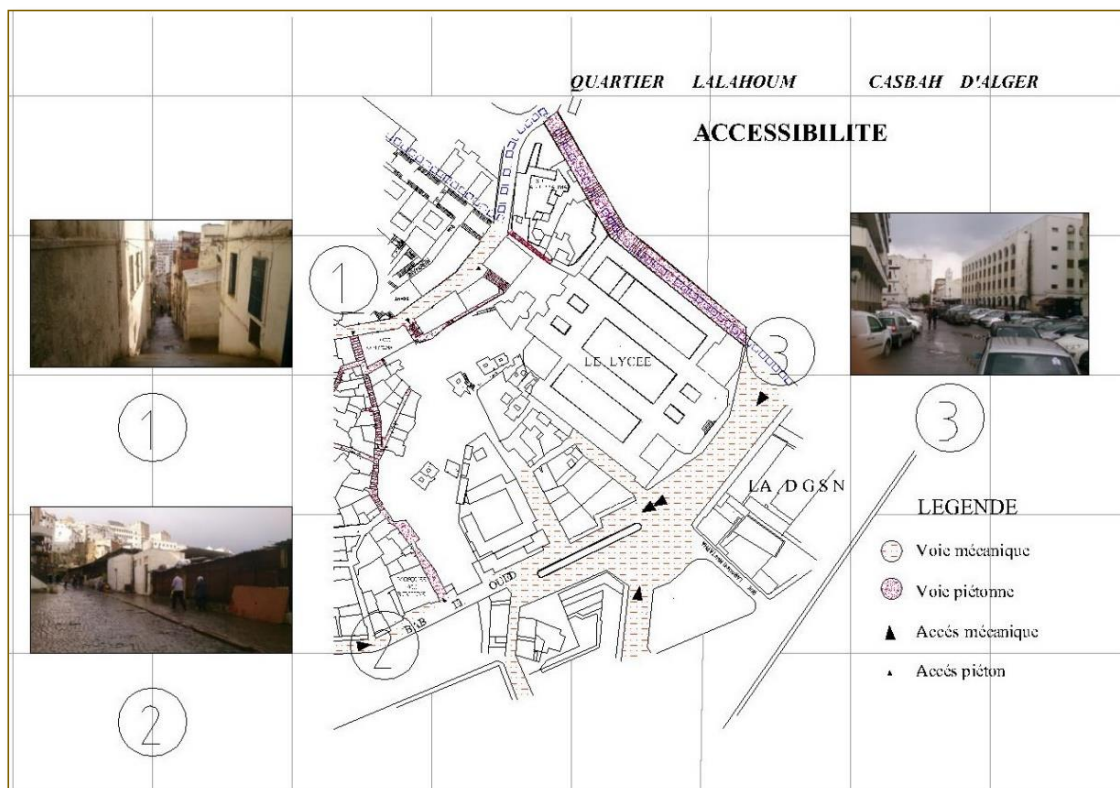 QUARTIER LALAHOUM CASBAH D'ALGER
ACCESSIBILITE
1
1
2
LE LYCEE
3
3
LA DGSN
BAB OUED
2
LEGENDE
Voie mécanique
Voie piétonne
Accés mécanique
Accés piéton